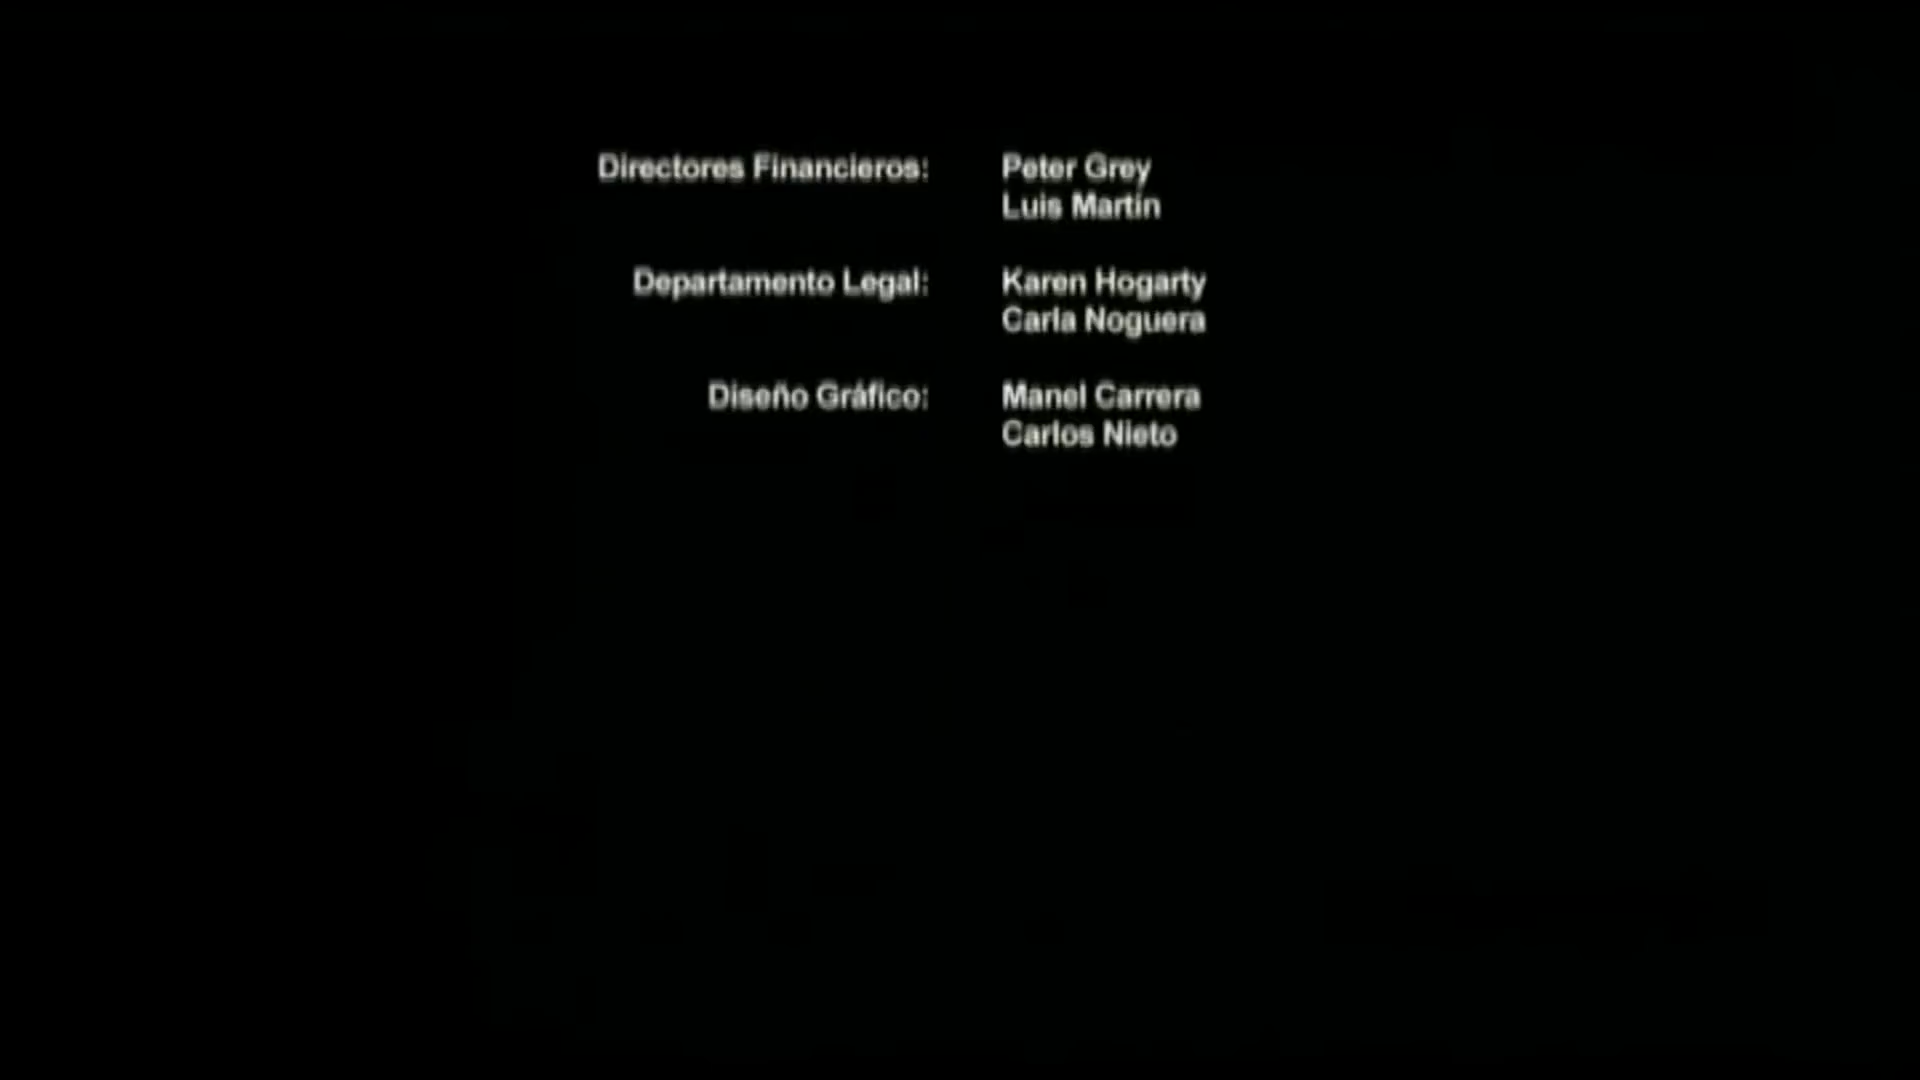 Directores Financieros: Peter Grey
Luis Martín
Departamento Legal: Karen Hogarty
Carla Noguera
Diseño Gráfico: Manel Carrera
Carlos Nieto